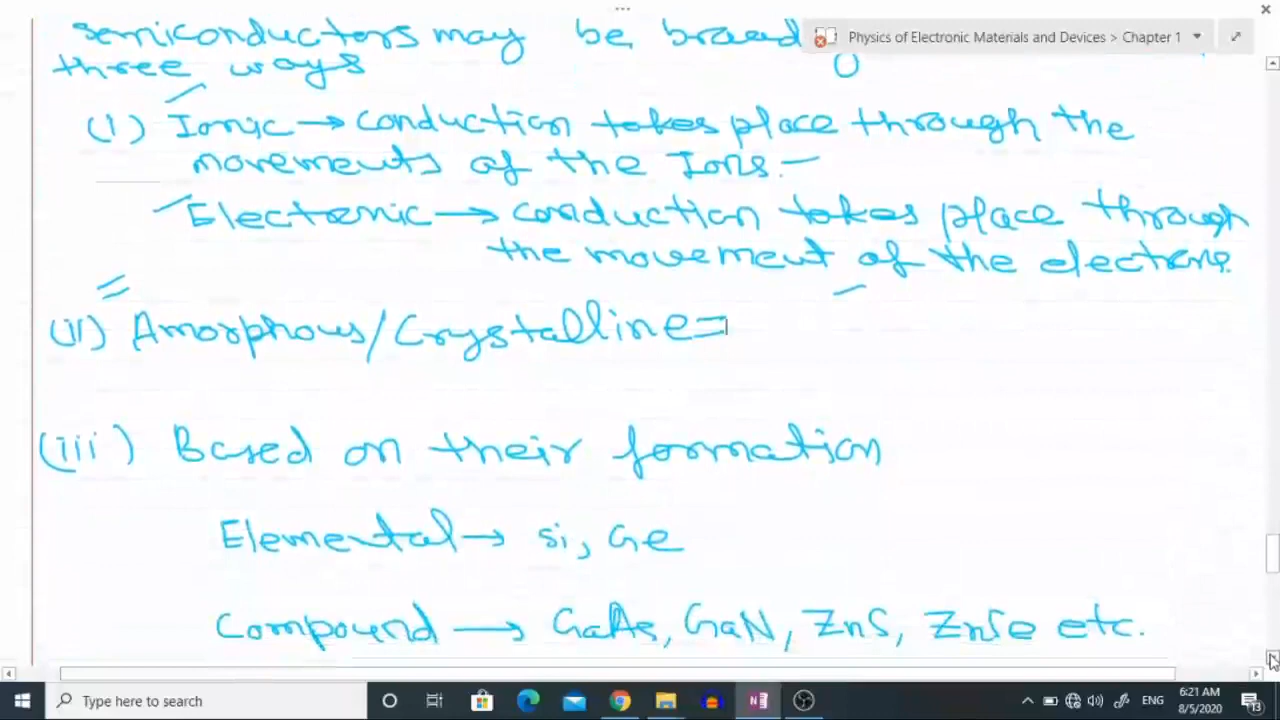 semiconductors may be broad
Physics of Electronic Materials and Devices > Chapter 1
three ways
(i) Ionic → conduction takes place through the
movements of the Ions.
Electronic → conduction takes place through
the movement of the electrons.
(ii) Amorphous/Crystalline
(iii) Based on their formation
Elemental → si, Ge
Compound → GaAs, GaN, ZnS, ZnSe etc.
Type here to search
ENG
6:21 AM
8/5/2020
13